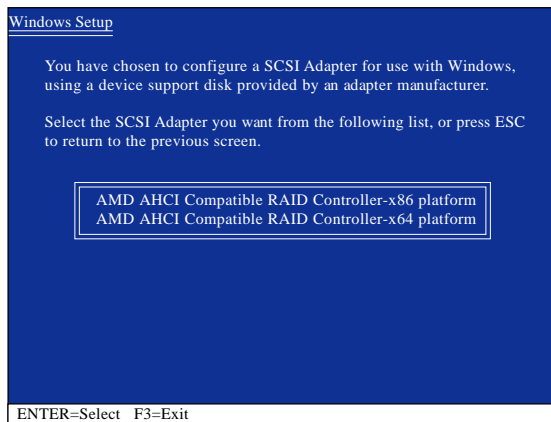 Windows Setup
You have chosen to configure a SCSI Adapter for use with Windows,
using a device support disk provided by an adapter manufacturer.
Select the SCSI Adapter you want from the following list, or press ESC
to return to the previous screen.
AMD AHCI Compatible RAID Controller-x86 platform
AMD AHCI Compatible RAID Controller-x64 platform
ENTER=Select F3=Exit